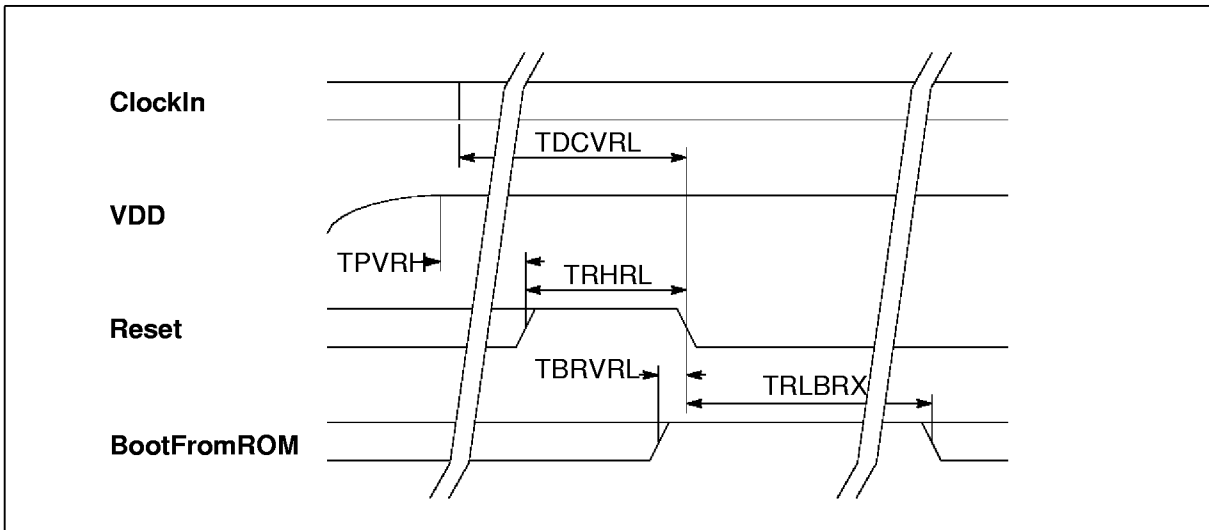 ClockIn
TDCVRL
VDD
TPVRH
TRHRL
Reset
TBRVRL
TRLBRX
BootFromROM